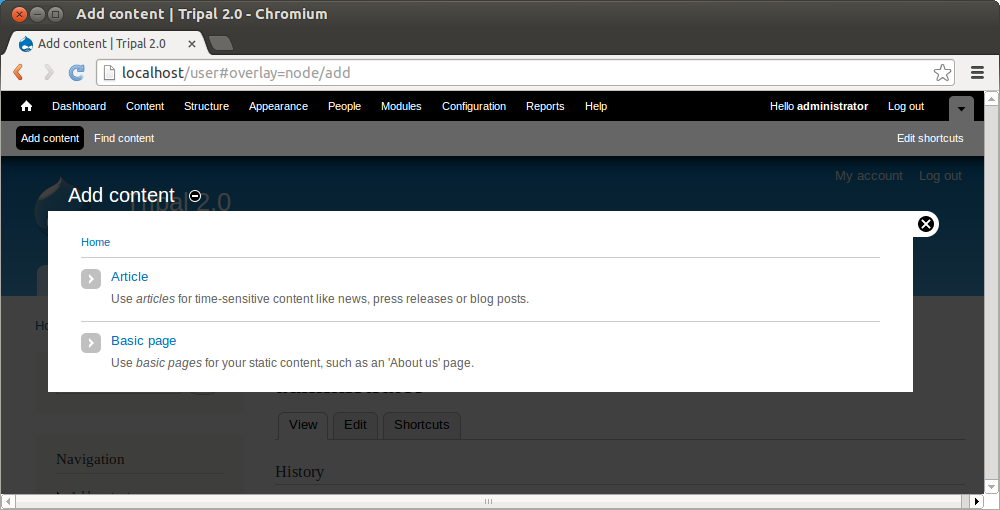 Add content | Tripal 2.0 - Chromium
Add content | Tripal 2.0
localhost/user#overlay=node/add
Dashboard Content Structure Appearance People Modules Configuration Reports Help Hello administrator Log out
Add content Find content Edit shortcuts
My account Log out
Add content
Tripal 2.0
Home
Article
Use articles for time-sensitive content like news, press releases or blog posts.
Basic page
Use basic pages for your static content, such as an 'About us' page.
View Edit Shortcuts
Navigation
History